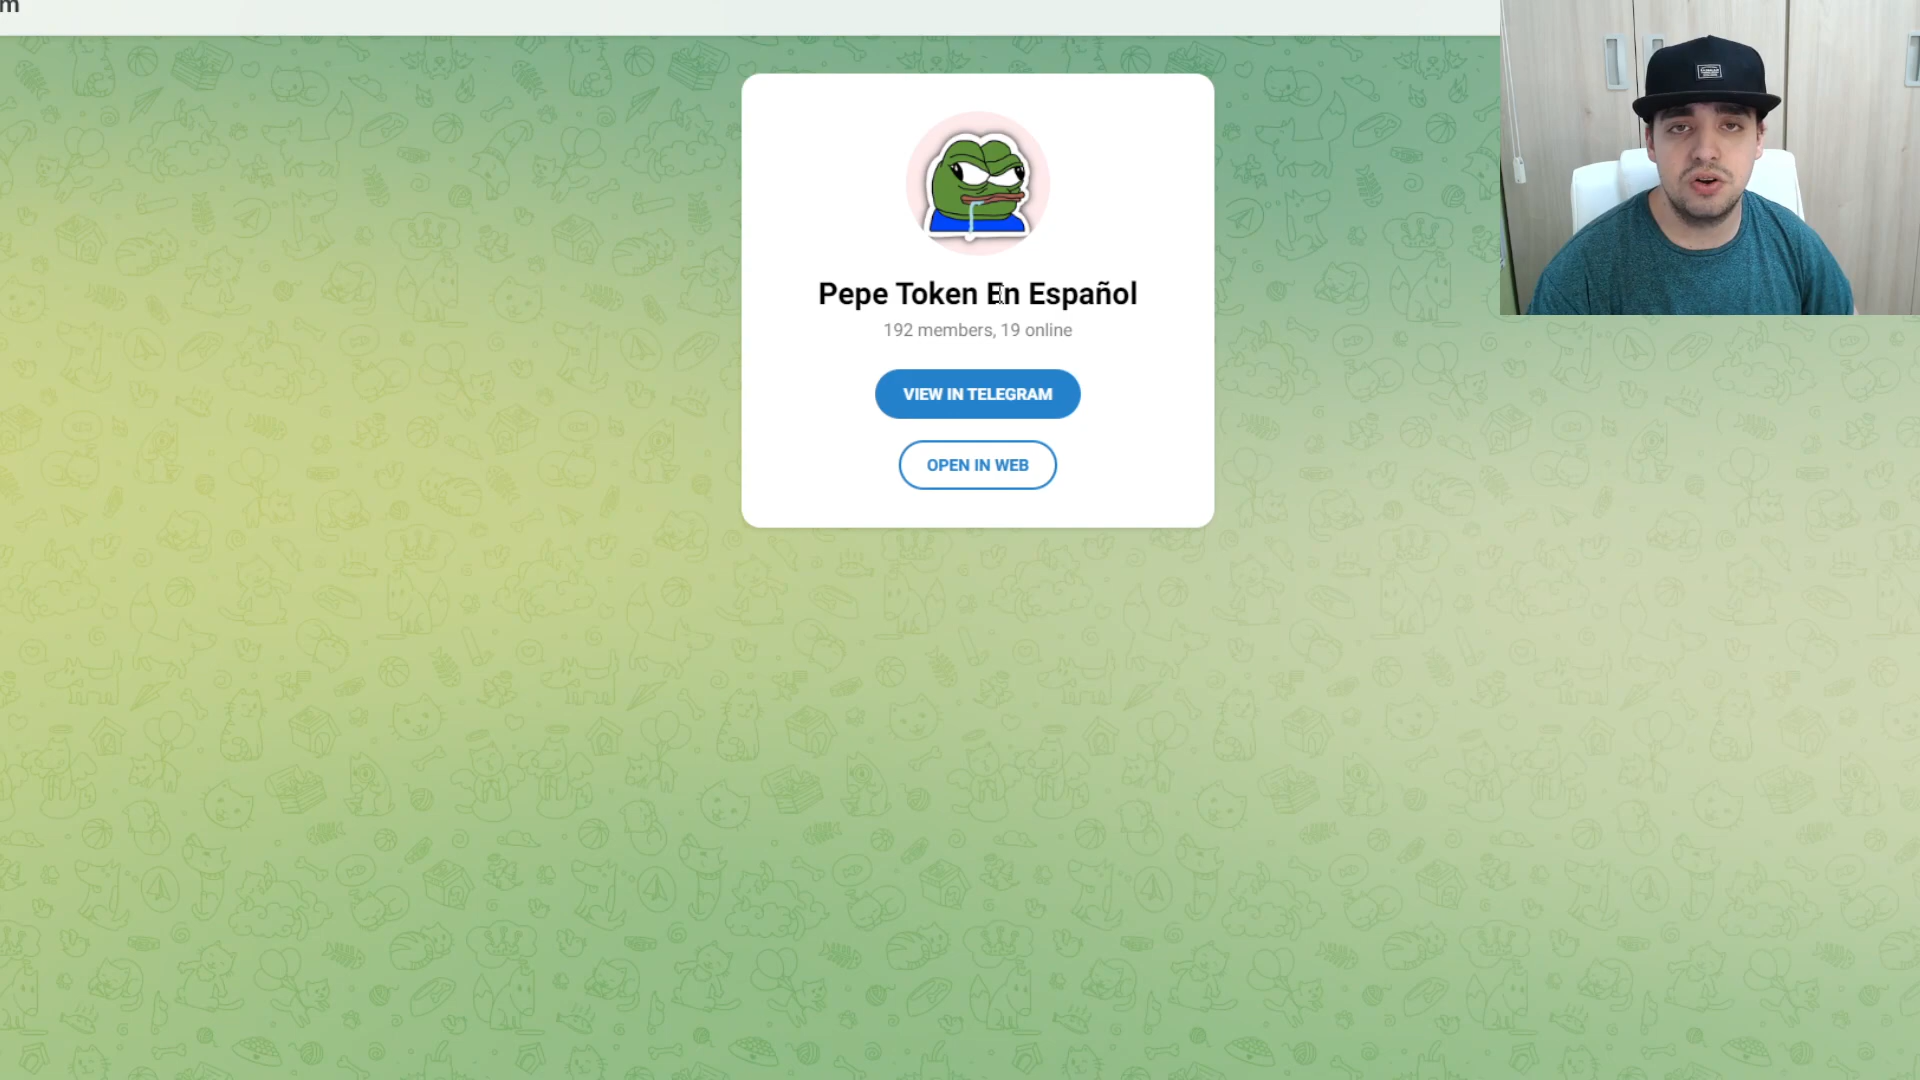 m
Pepe Token En Español
192 members, 19 online
VIEW IN TELEGRAM
OPEN IN WEB